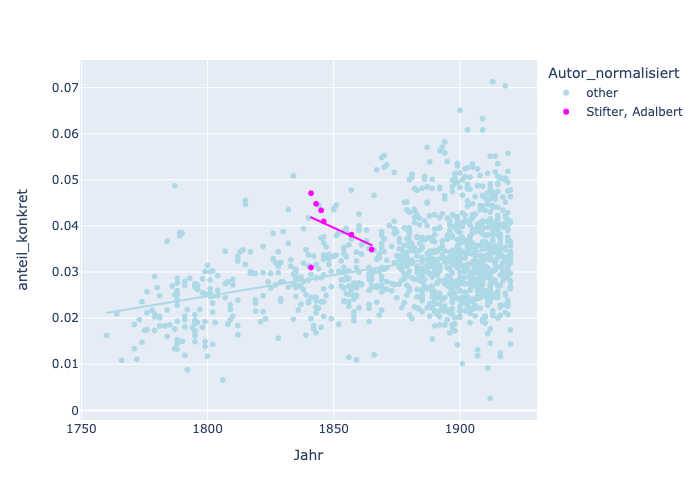 Autor_normalisiert
other
Stifter, Adalbert
0.07
0.06
0.05
0.04
0.03
0.02
0.01
0
anteil_konkret
1750
1800
1850
1900
Jahr